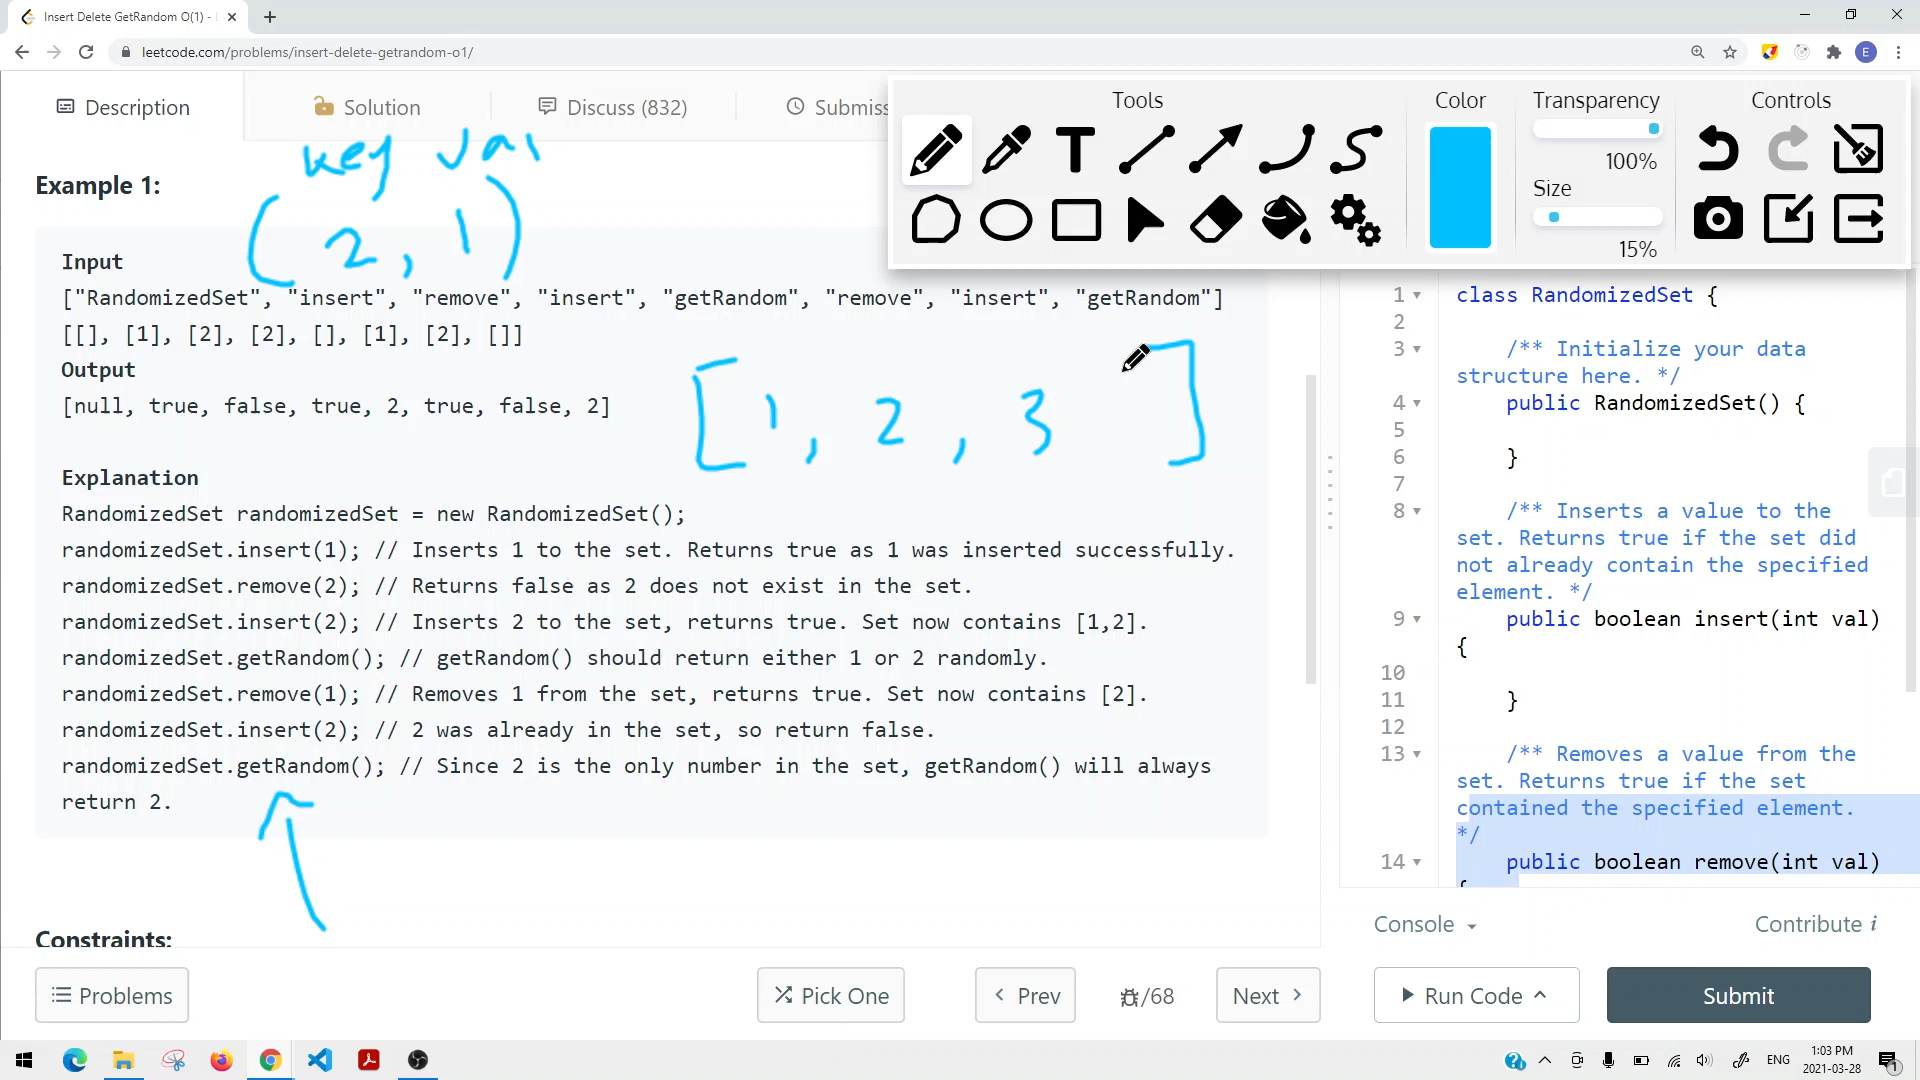 Insert Delete GetRandom O(1) - L
leetcode.com/problems/insert-delete-getrandom-o1/
E
Description
Solution
Discuss (832)
Submiss
Tools
Color
Transparency
100%
Size
15%
Controls
key val
(2, 1)
Example 1:
Input
["RandomizedSet", "insert", "remove", "insert", "getRandom", "remove", "insert", "getRandom"]
[[], [1], [2], [2], [], [1], [2], []]
Output
[null, true, false, true, 2, true, false, 2]
[1, 2, 3]
Explanation
RandomizedSet randomizedSet = new RandomizedSet();
randomizedSet.insert(1); // Inserts 1 to the set. Returns true as 1 was inserted successfully.
randomizedSet.remove(2); // Returns false as 2 does not exist in the set.
randomizedSet.insert(2); // Inserts 2 to the set, returns true. Set now contains [1,2].
randomizedSet.getRandom(); // getRandom() should return either 1 or 2 randomly.
randomizedSet.remove(1); // Removes 1 from the set, returns true. Set now contains [2].
randomizedSet.insert(2); // 2 was already in the set, so return false.
randomizedSet.getRandom(); // Since 2 is the only number in the set, getRandom() will always
return 2.
Constraints:
1 class RandomizedSet {
2
3 /** Initialize your data
structure here. */
4 public RandomizedSet() {
5
6 }
7
8 /** Inserts a value to the
set. Returns true if the set did
not already contain the specified
element. */
9 public boolean insert(int val)
{
10
11 }
12
13 /** Removes a value from the
set. Returns true if the set
contained the specified element.
*/
14 public boolean remove(int val)
{
Console
Contribute i
Problems
Pick One
Prev
/68
Next
Run Code
Submit
ENG
1:03 PM
2021-03-28
1